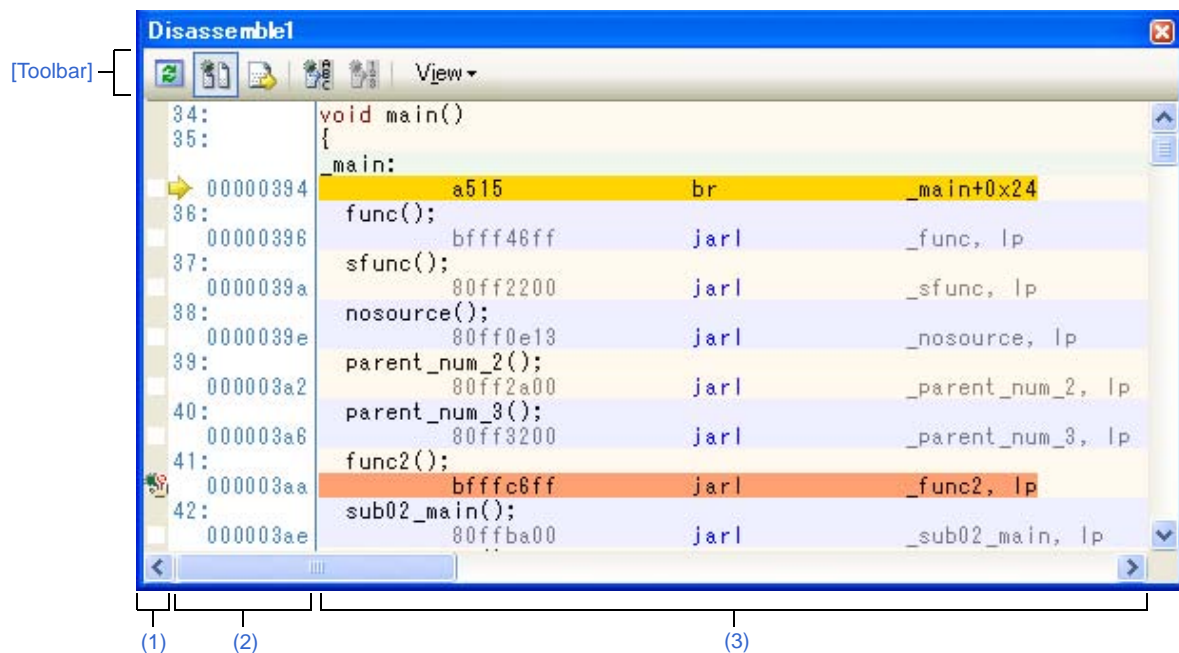 Disassemble1
[Toolbar]
View
34: void main()
35: {
_main:
00000394 a515 br _main+0x24
36: func();
00000396 bfff46ff jarl _func, lp
37: sfunc();
0000039a 80ff2200 jarl _sfunc, lp
38: nosource();
0000039e 80ff0e13 jarl _nosource, lp
39: parent_num_2();
000003a2 80ff2a00 jarl _parent_num_2, lp
40: parent_num_3();
000003a6 80ff3200 jarl _parent_num_3, lp
41: func2();
000003aa bfffc6ff jarl _func2, lp
42: sub02_main();
000003ae 80ffba00 jarl _sub02_main, lp
(1) (2) (3)